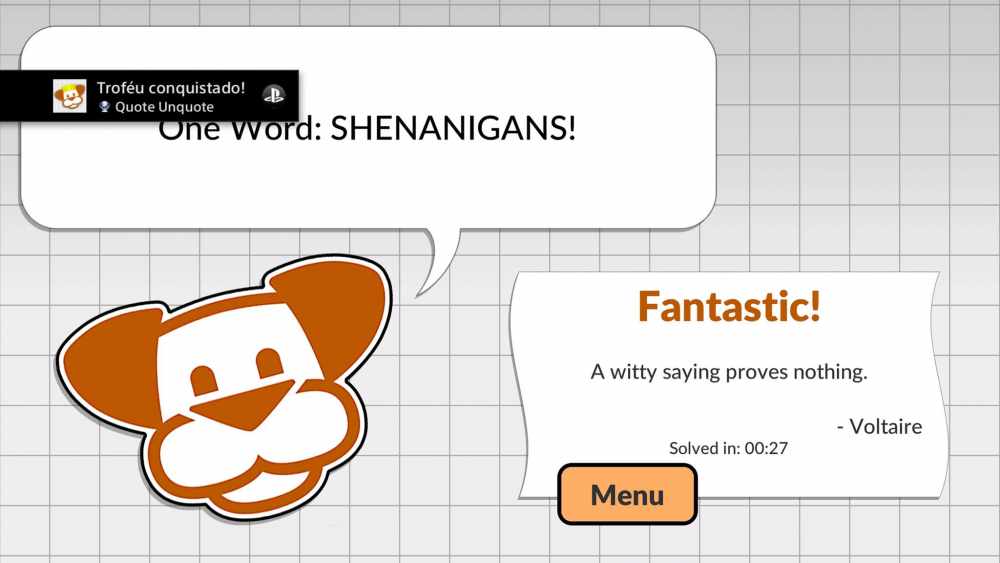 Troféu conquistado!
Quote Unquote
One Word: SHENANIGANS!
Fantastic!
A witty saying proves nothing.
- Voltaire
Solved in: 00:27
Menu